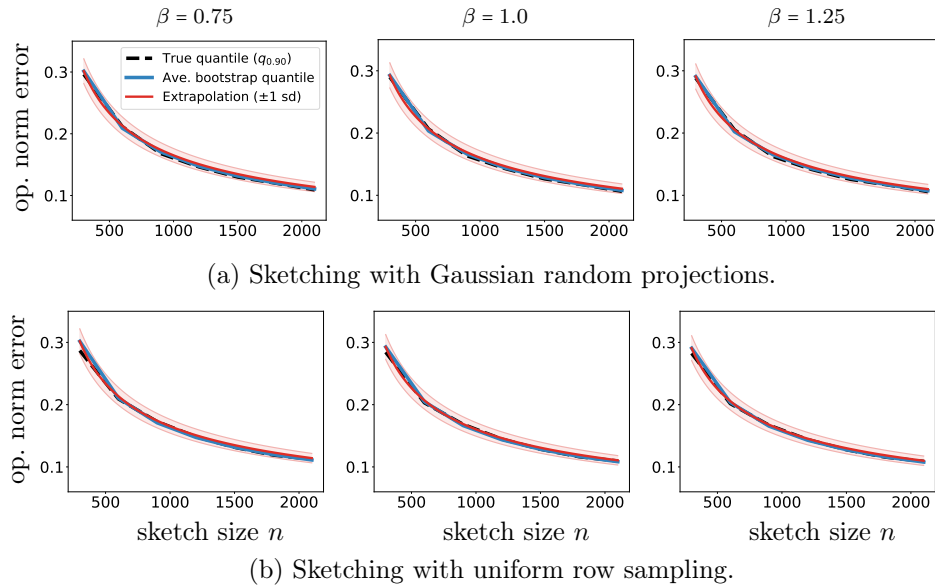 β = 0.75 β = 1.0 β = 1.25
op. norm error
0.3
0.2
0.1
True quantile (q0.90)
Ave. bootstrap quantile
Extrapolation (±1 sd)
500 1000 1500 2000
0.3
0.2
0.1
500 1000 1500 2000
0.3
0.2
0.1
500 1000 1500 2000
(a) Sketching with Gaussian random projections.
op. norm error
0.3
0.2
0.1
500 1000 1500 2000
sketch size n
0.3
0.2
0.1
500 1000 1500 2000
sketch size n
0.3
0.2
0.1
500 1000 1500 2000
sketch size n
(b) Sketching with uniform row sampling.